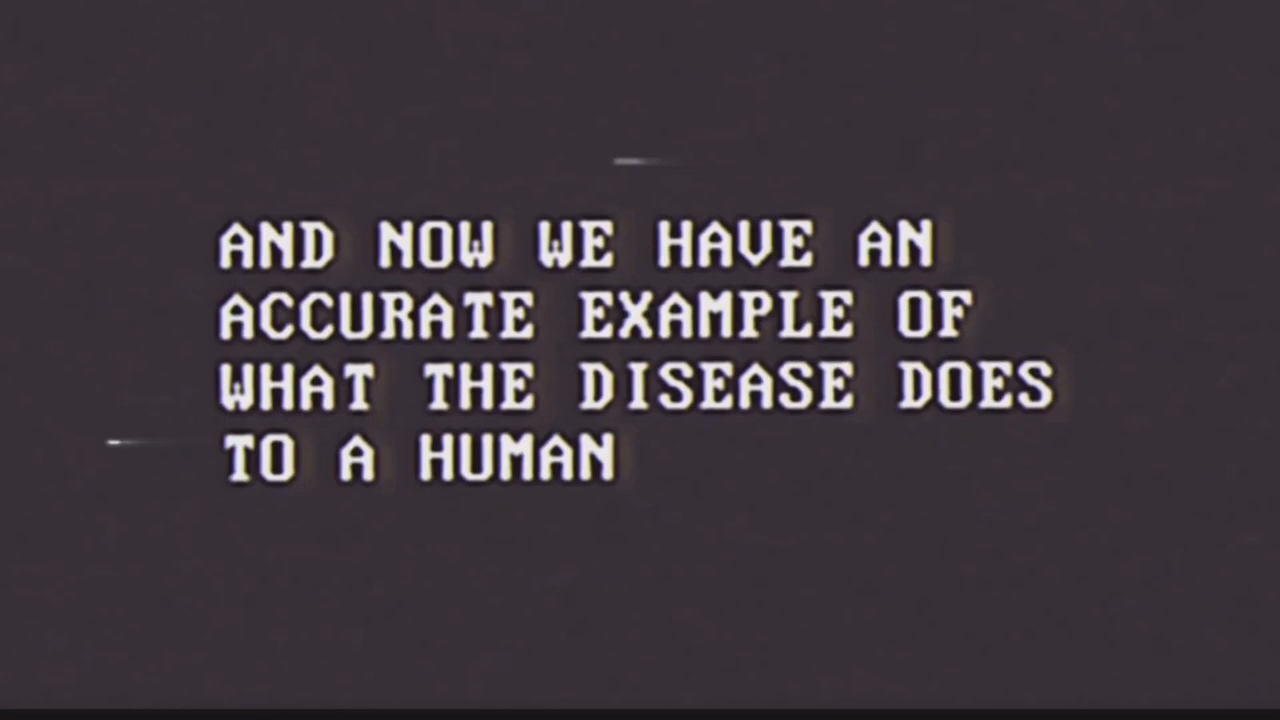 AND NOW WE HAVE AN
ACCURATE EXAMPLE OF
WHAT THE DISEASE DOES
TO A HUMAN